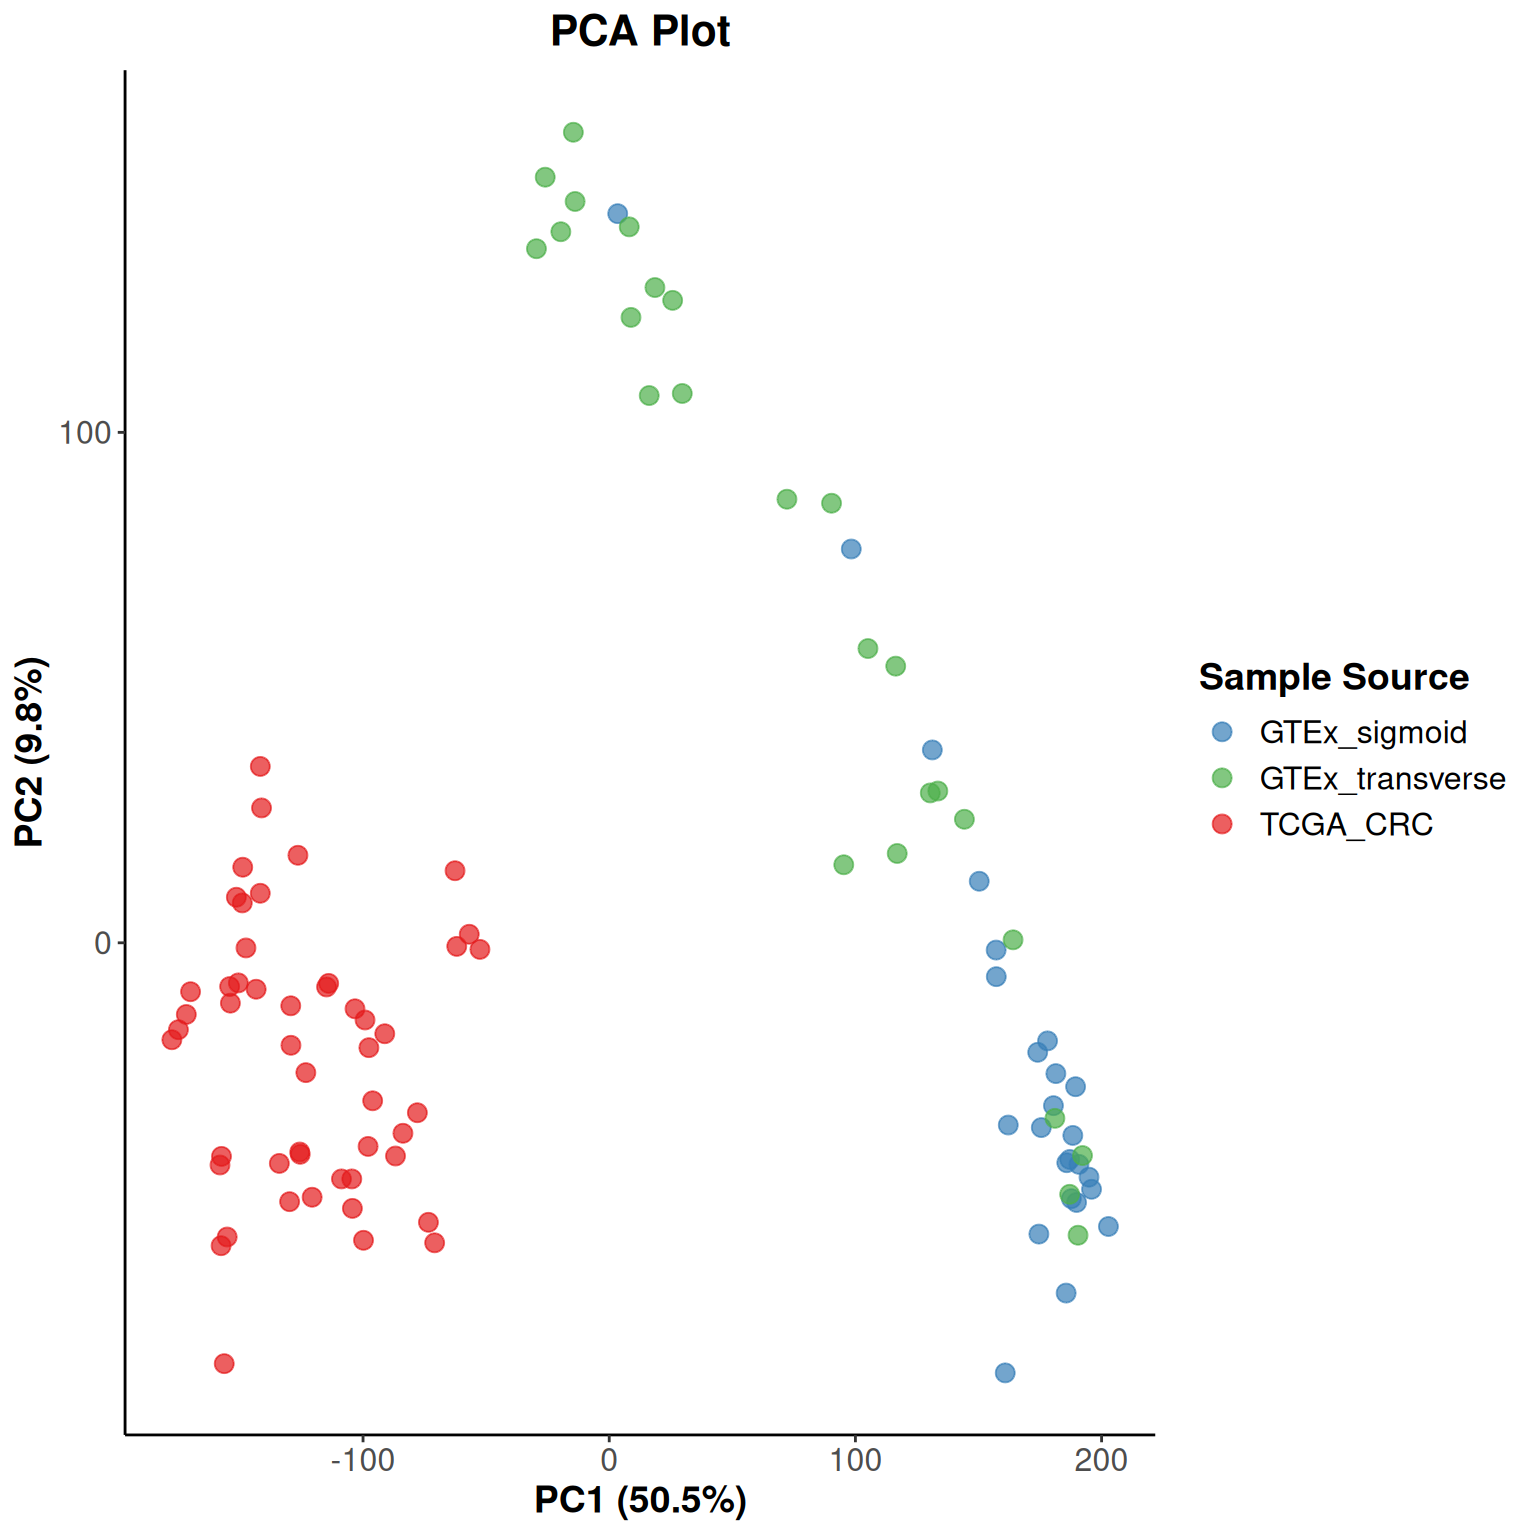 PCA Plot
PC2 (9.8%)
100
0
-100
0
100
200
PC1 (50.5%)
Sample Source
GTEx_sigmoid
GTEx_transverse
TCGA_CRC